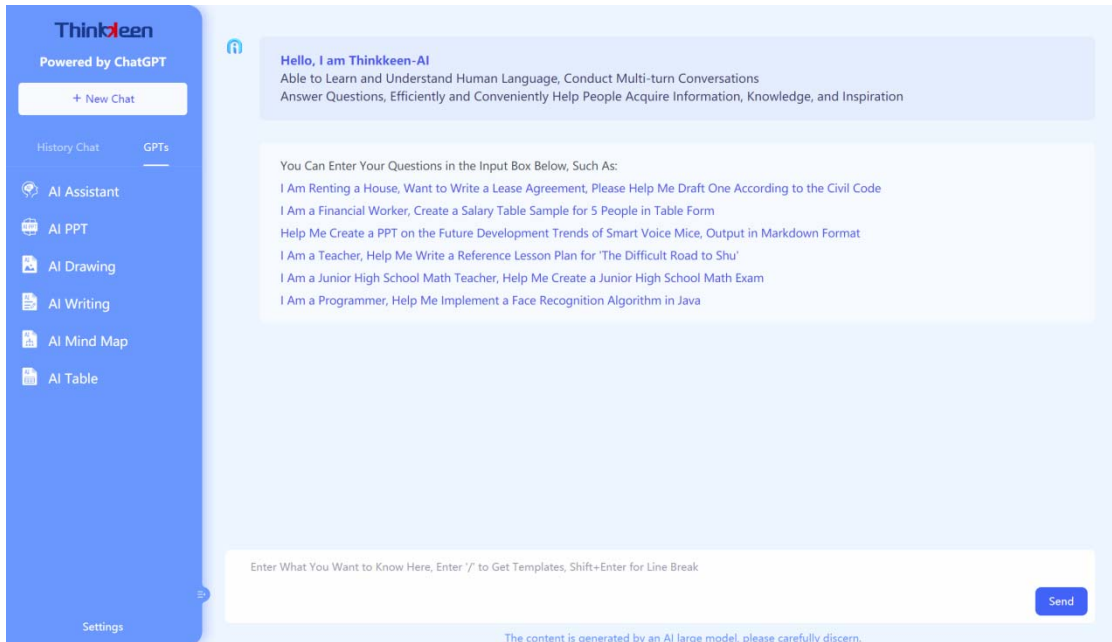 Thinkkeen
Powered by ChatGPT
+ New Chat
History Chat GPTs
AI Assistant
AI PPT
AI Drawing
AI Writing
AI Mind Map
AI Table
Settings
Hello, I am Thinkkeen-AI
Able to Learn and Understand Human Language, Conduct Multi-turn Conversations
Answer Questions, Efficiently and Conveniently Help People Acquire Information, Knowledge, and Inspiration
You Can Enter Your Questions in the Input Box Below, Such As:
I Am Renting a House, Want to Write a Lease Agreement, Please Help Me Draft One According to the Civil Code
I Am a Financial Worker, Create a Salary Table Sample for 5 People in Table Form
Help Me Create a PPT on the Future Development Trends of Smart Voice Mice, Output in Markdown Format
I Am a Teacher, Help Me Write a Reference Lesson Plan for 'The Difficult Road to Shu'
I Am a Junior High School Math Teacher, Help Me Create a Junior High School Math Exam
I Am a Programmer, Help Me Implement a Face Recognition Algorithm in Java
Enter What You Want to Know Here, Enter '/' to Get Templates, Shift+Enter for Line Break
Send
The content is generated by an AI large model, please carefully discern.